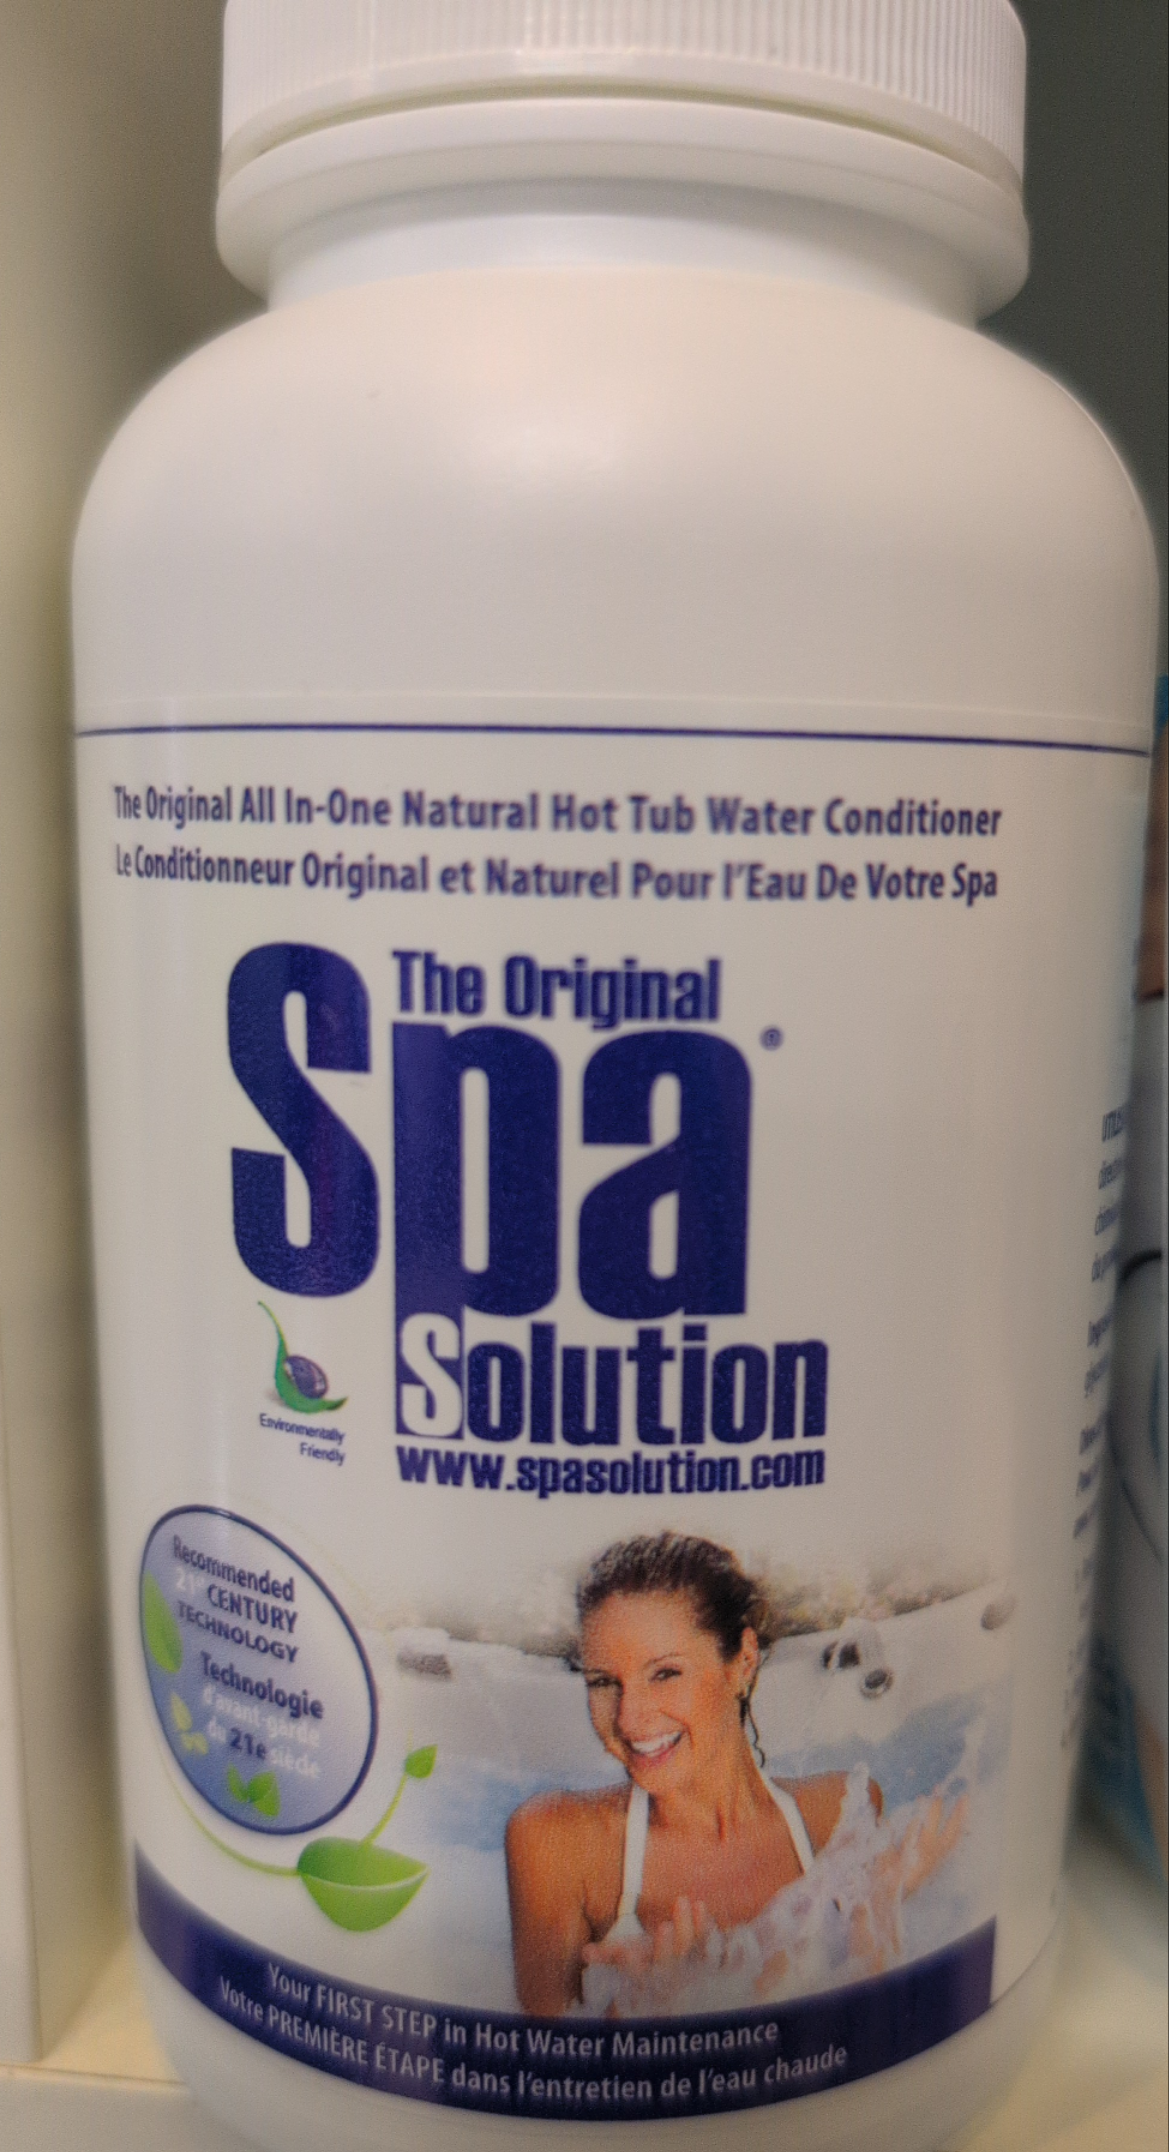 The Original All In-One Natural Hot Tub Water Conditioner
Le Conditionneur Original et Naturel Pour l'Eau De Votre Spa
The Original
Spa®
Solution
www.spasolution.com
Environmentally
Friendly
Recommended
21st CENTURY
TECHNOLOGY
Technologie
d'avant-garde
du 21e siècle
Your FIRST STEP in Hot Water Maintenance
Votre PREMIÈRE ÉTAPE dans l'entretien de l'eau chaude